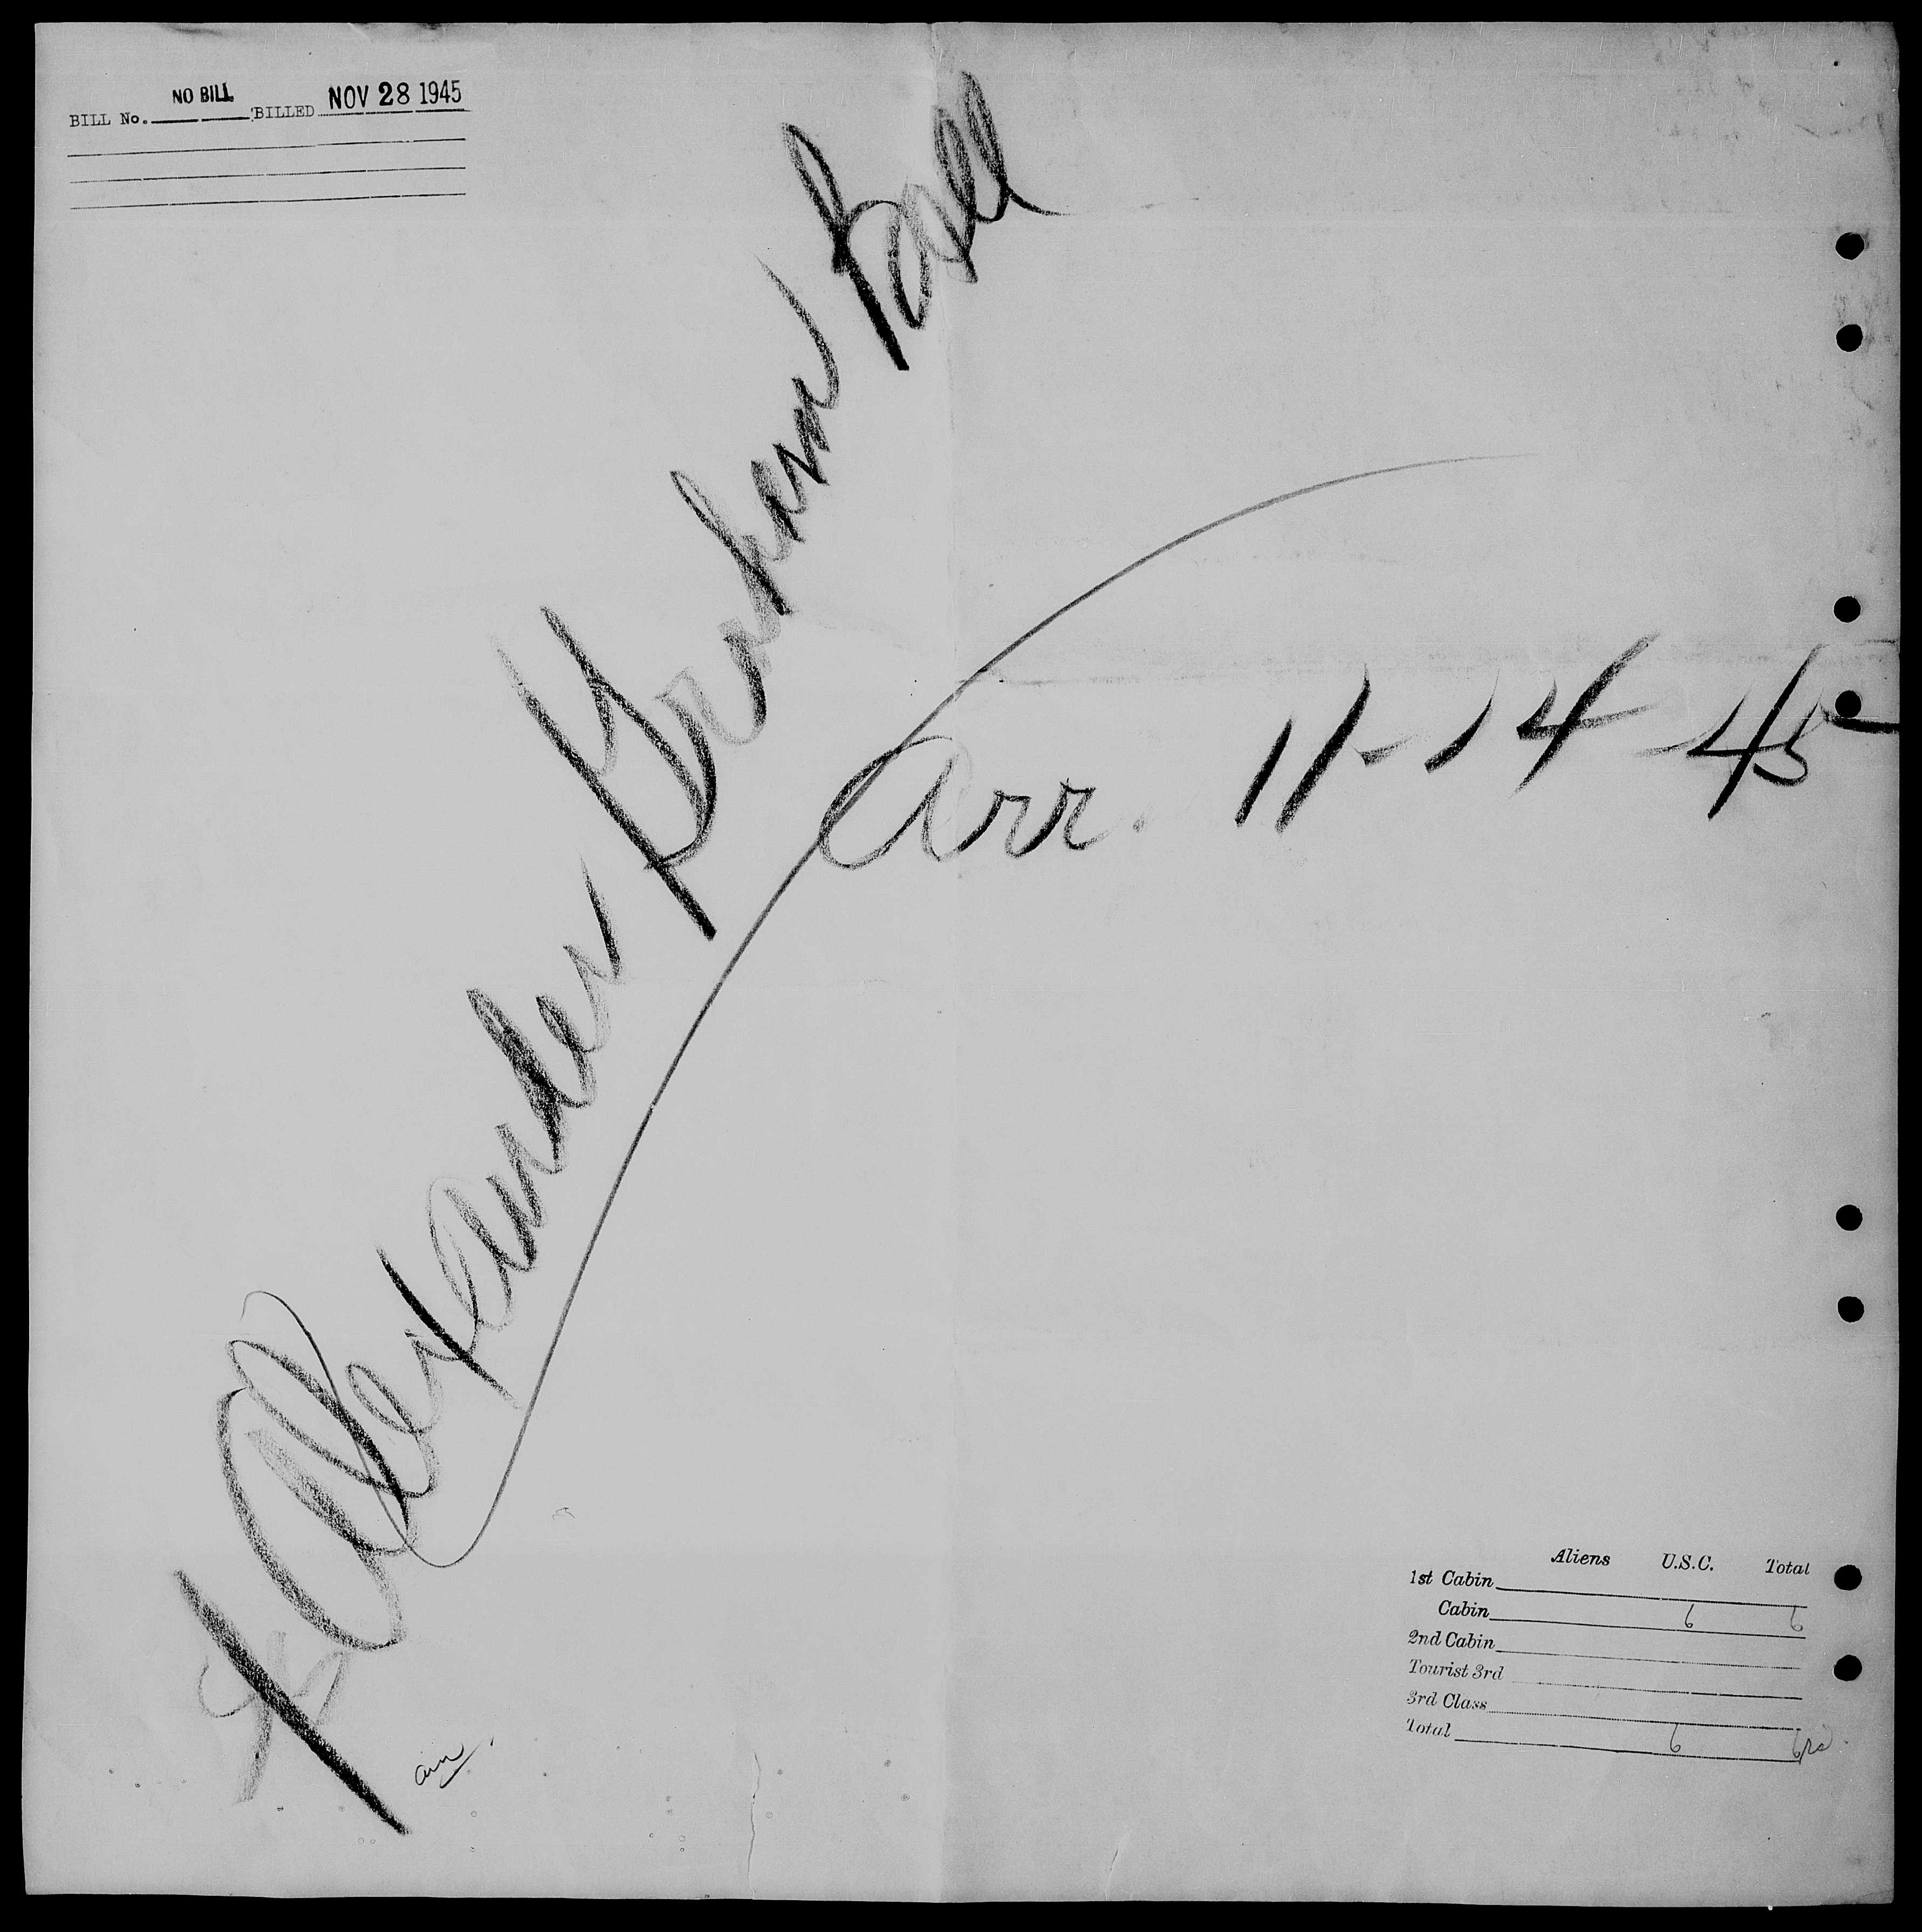 NO BILL
BILL No. BILLED NOV 28 1945
Alexander Graham Bell
Arr. 11-14-45
Aliens U.S.C. Total
1st Cabin
Cabin 6 6
2nd Cabin
Tourist 3rd
3rd Class
Total 6 6